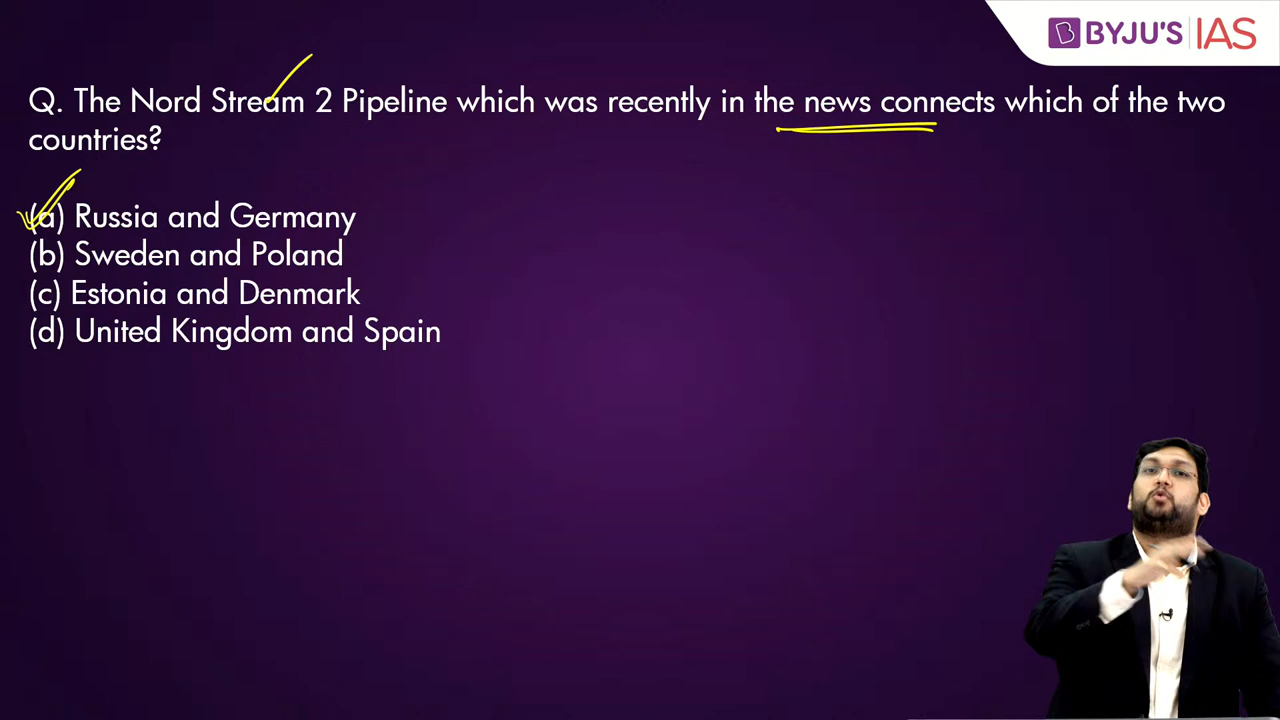 BYJU'S IAS
Q. The Nord Stream 2 Pipeline which was recently in the news connects which of the two
countries?
(a) Russia and Germany
(b) Sweden and Poland
(c) Estonia and Denmark
(d) United Kingdom and Spain